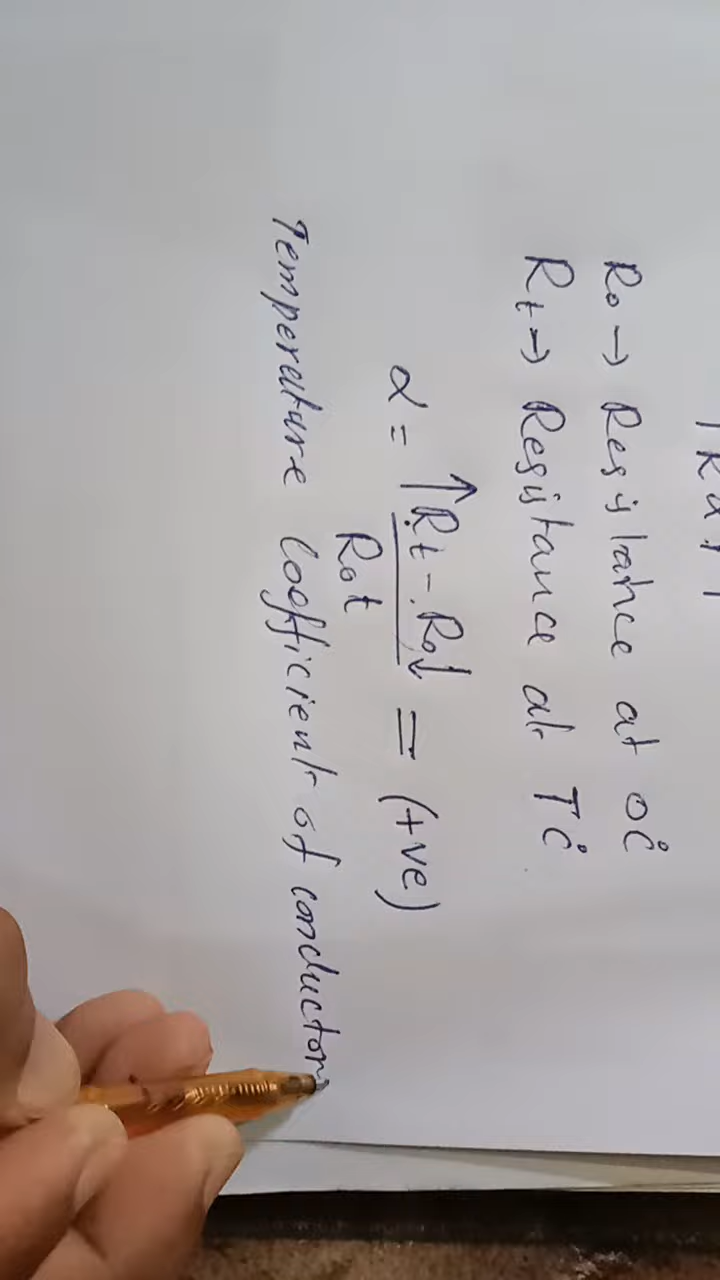 R₀ → Resistance at 0°C
Rt → Resistance at T°C
α = ↑Rt - R₀↓ = (+ve)
R₀t
Temperature coefficient of conductor